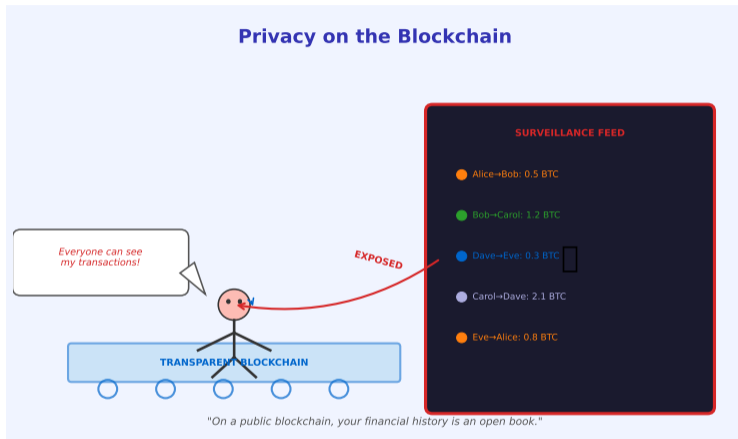 Privacy on the Blockchain
SURVEILLANCE FEED
Alice→Bob: 0.5 BTC
Bob→Carol: 1.2 BTC
Dave→Eve: 0.3 BTC
Carol→Dave: 2.1 BTC
Eve→Alice: 0.8 BTC
Everyone can see
my transactions!
EXPOSED
TRANSPARENT BLOCKCHAIN
"On a public blockchain, your financial history is an open book."